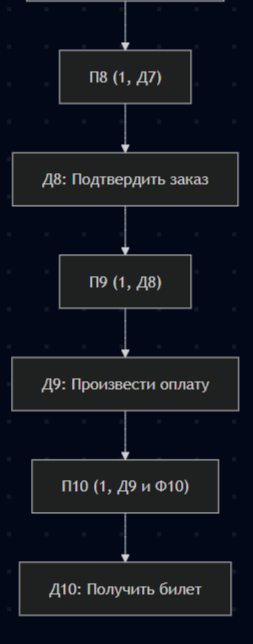 П8 (1, Д7)
Д8: Подтвердить заказ
П9 (1, Д8)
Д9: Произвести оплату
П10 (1, Д9 и Ф10)
Д10: Получить билет